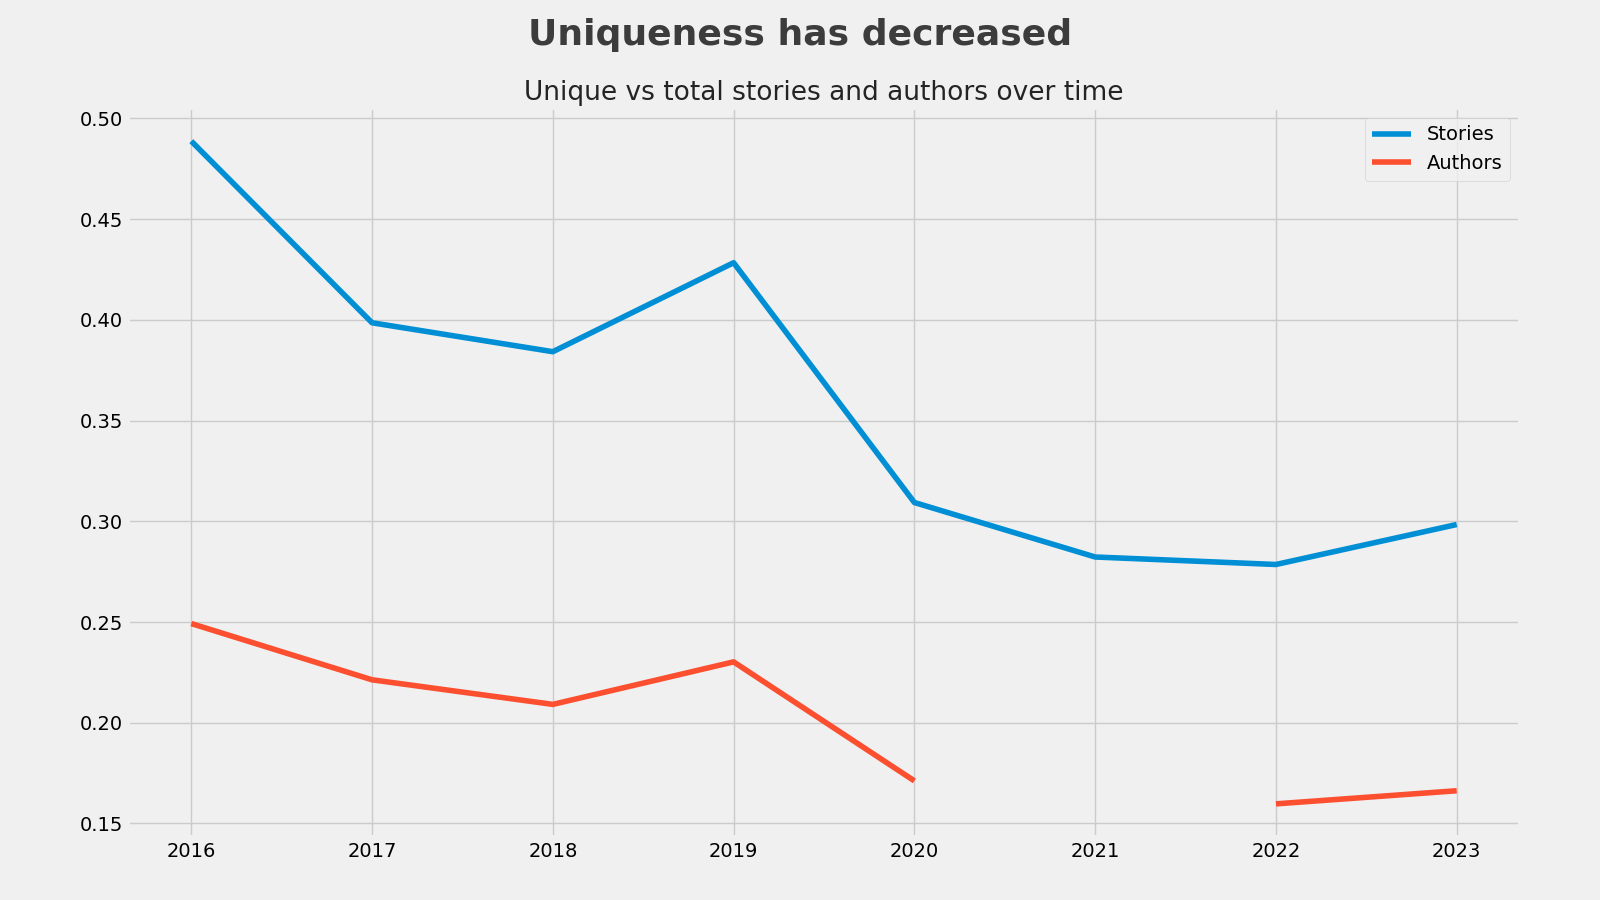 Uniqueness has decreased
Unique vs total stories and authors over time
0.50
0.45
0.40
0.35
0.30
0.25
0.20
0.15
Stories
Authors
2016 2017 2018 2019 2020 2021 2022 2023